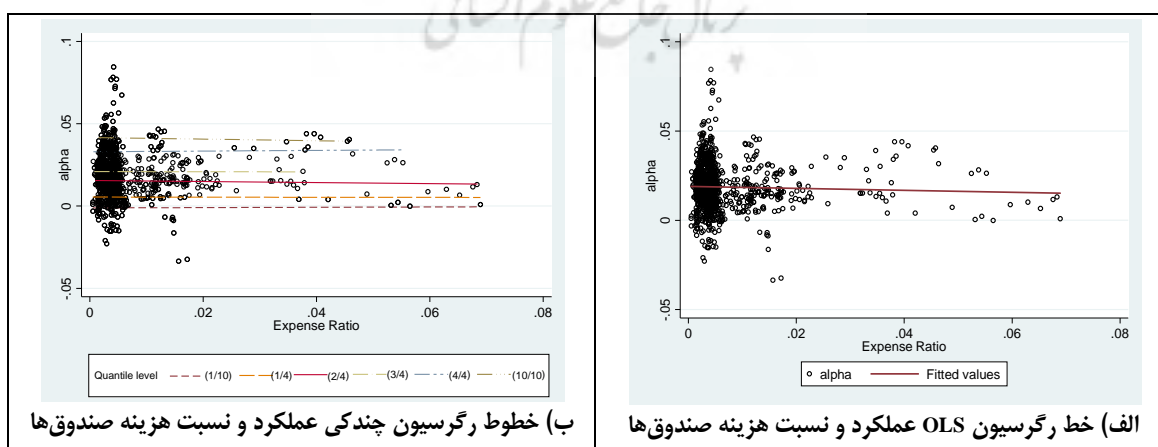 .1
.05
0
-.05
alpha
0
.02
.04
.06
.08
Expense Ratio
alpha
Fitted values
الف) خط رگرسیون OLS عملکرد و نسبت هزینه صندوق‌ها
.1
.05
0
-.05
alpha
0
.02
.04
.06
.08
Expense Ratio
Quantile level (1/10) (1/4) (2/4) (3/4) (4/4) (10/10)
ب) خطوط رگرسیون چندکی عملکرد و نسبت هزینه صندوق‌ها